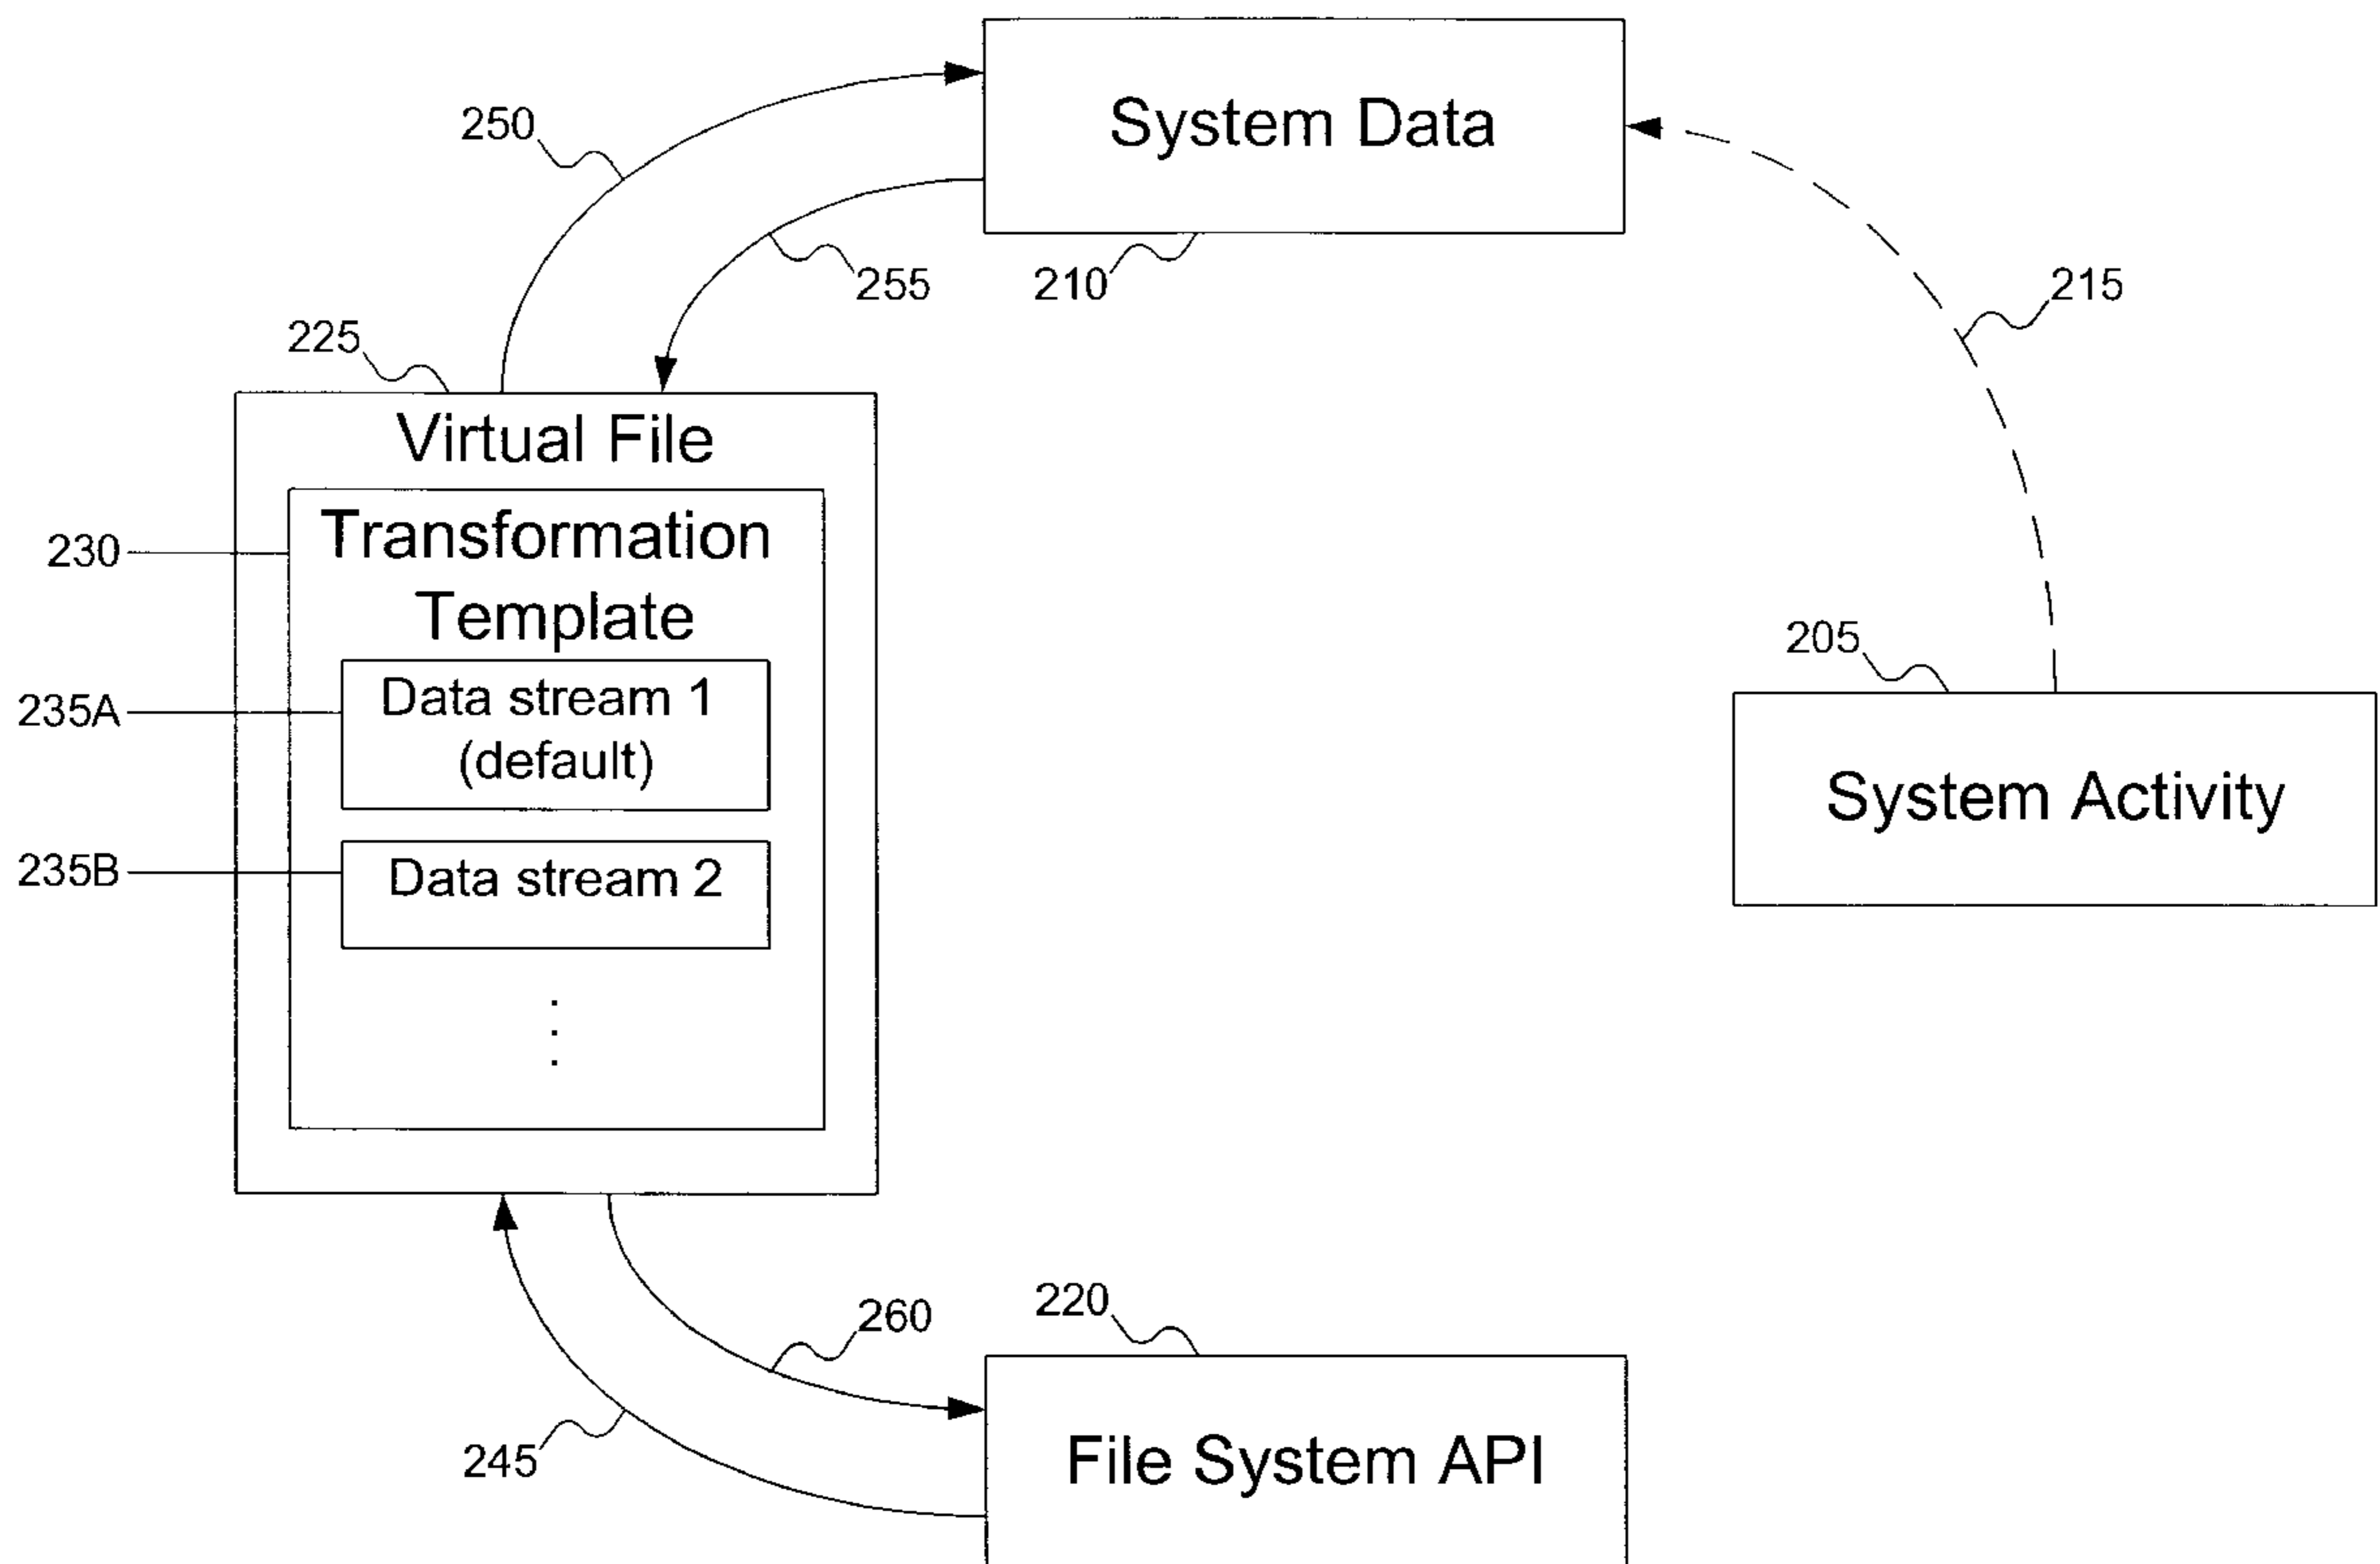 System Data
250
255
210
215
225
Virtual File
230
Transformation
Template
205
235A
Data stream 1
(default)
System Activity
235B
Data stream 2
260
220
245
File System API